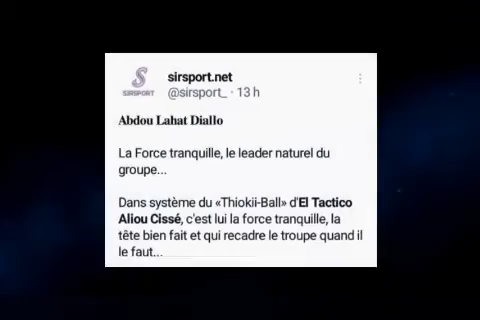 SIRSPORT
sirsport.net
@sirsport_ · 13 h
Abdou Lahat Diallo
La Force tranquille, le leader naturel du
groupe...
Dans système du «Thiokii-Ball» d'El Tactico
Aliou Cissé, c'est lui la force tranquille, la
tête bien fait et qui recadre le troupe quand il
le faut...